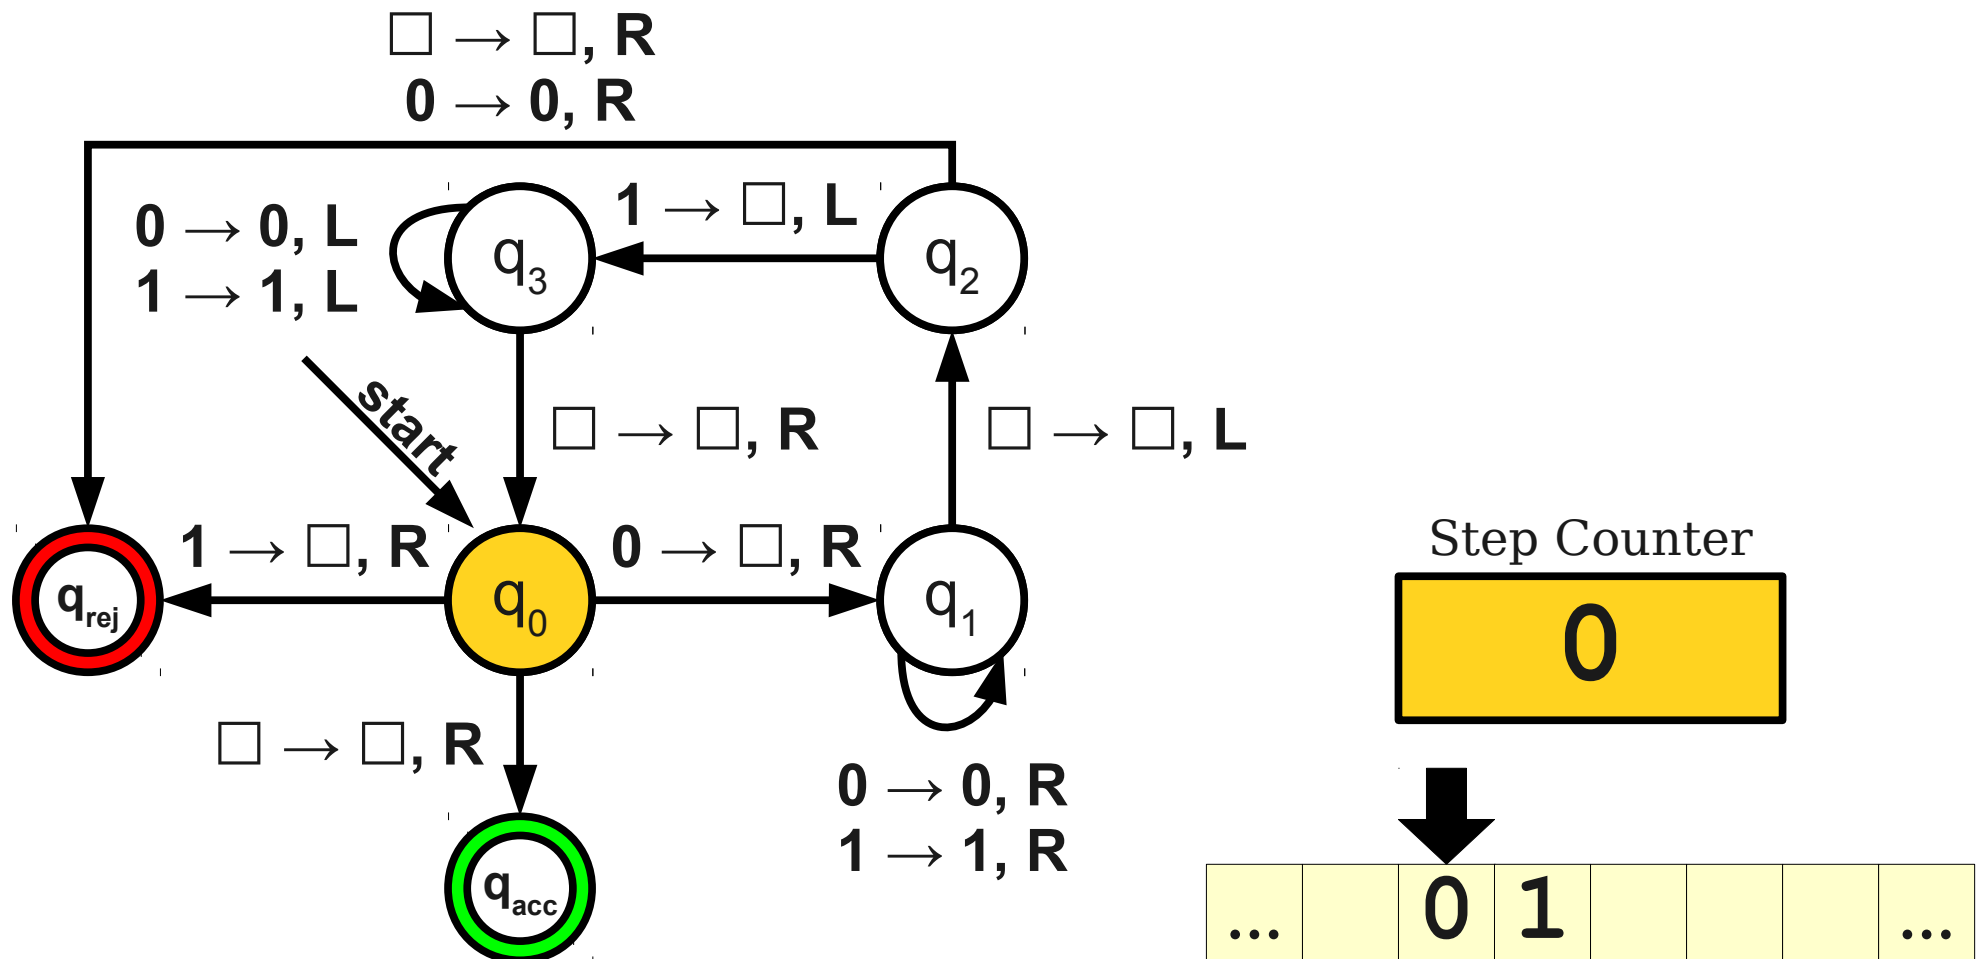 □ → □, R
0 → 0, R
0 → 0, L
1 → 1, L
1 → □, L
q3
q2
start
□ → □, R
□ → □, L
1 → □, R
0 → □, R
qrej
q0
q1
□ → □, R
0 → 0, R
1 → 1, R
qacc
Step Counter
0
... 0 1 ...